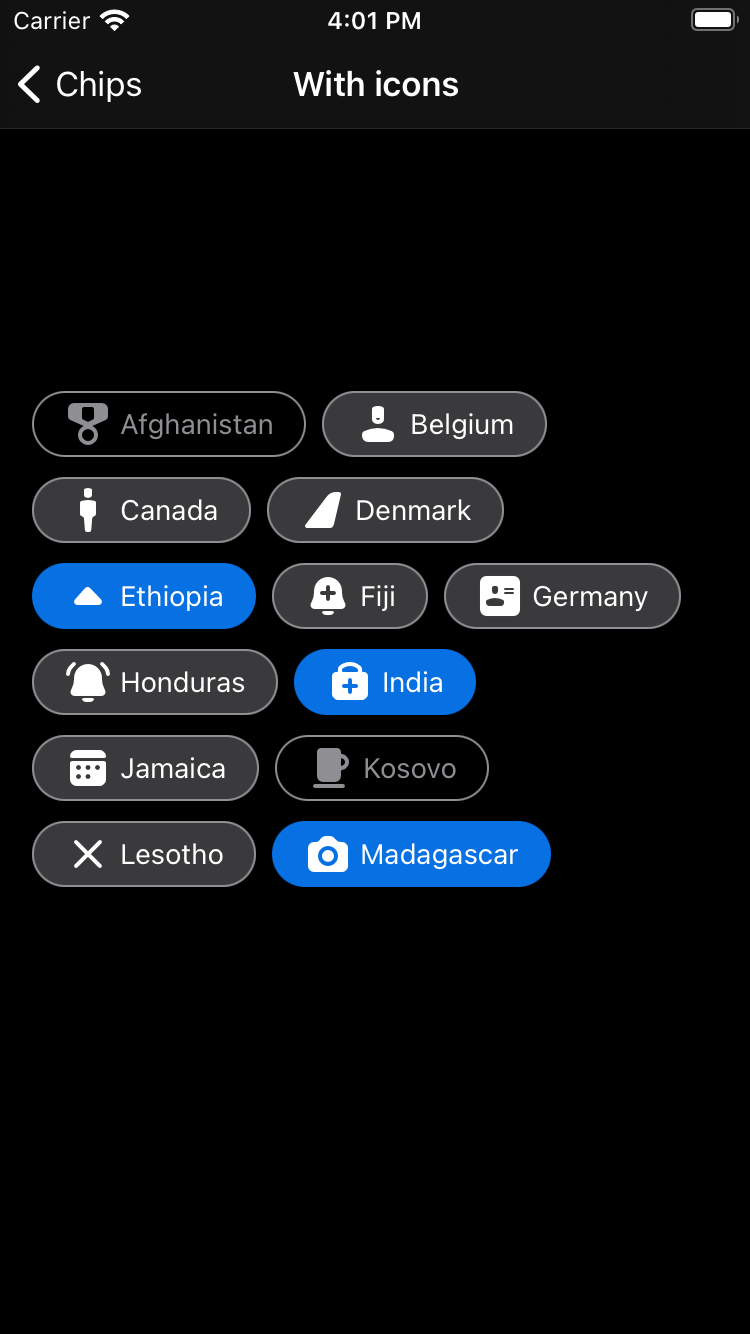 Carrier 4:01 PM
Chips With icons
Afghanistan Belgium
Canada Denmark
Ethiopia Fiji Germany
Honduras India
Jamaica Kosovo
Lesotho Madagascar